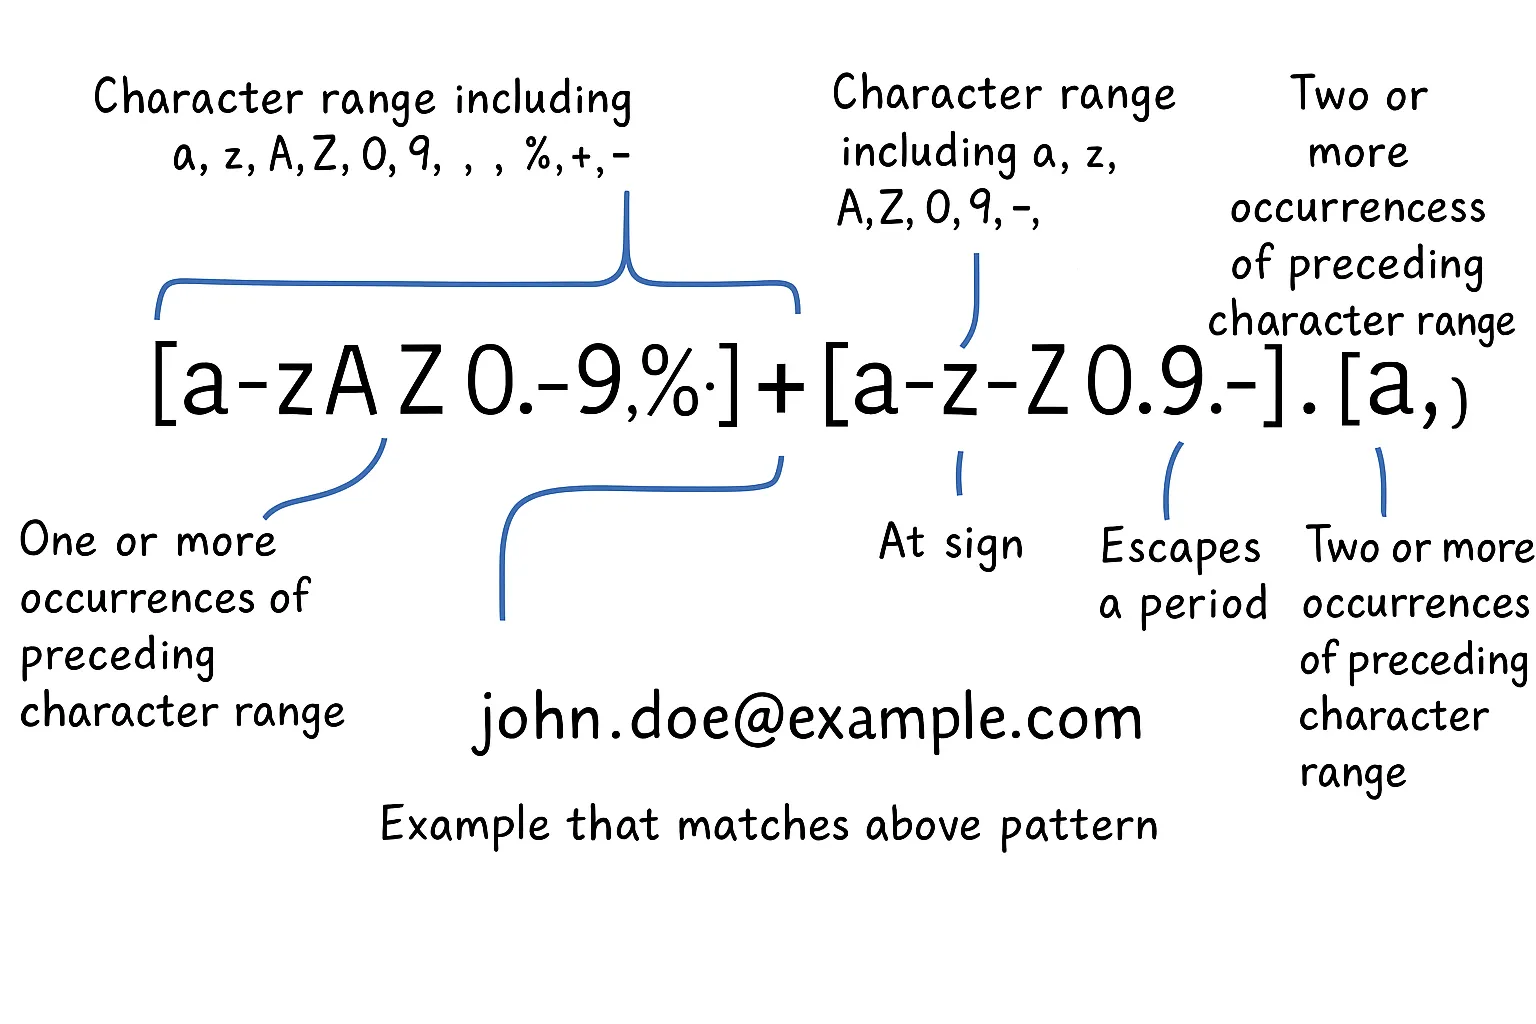 Character range including
a, z, A, Z, 0, 9, , , %, +, -
Character range
including a, z,
A, Z, 0, 9, -,
Two or
more
occurrencess
of preceding
character range
[a-zA Z 0.-9,%·]+[a-z-Z 0.9.-].[a,)
One or more
occurrences of
preceding
character range
At sign
Escapes
a period
Two or more
occurrences
of preceding
character
range
john.doe@example.com
Example that matches above pattern